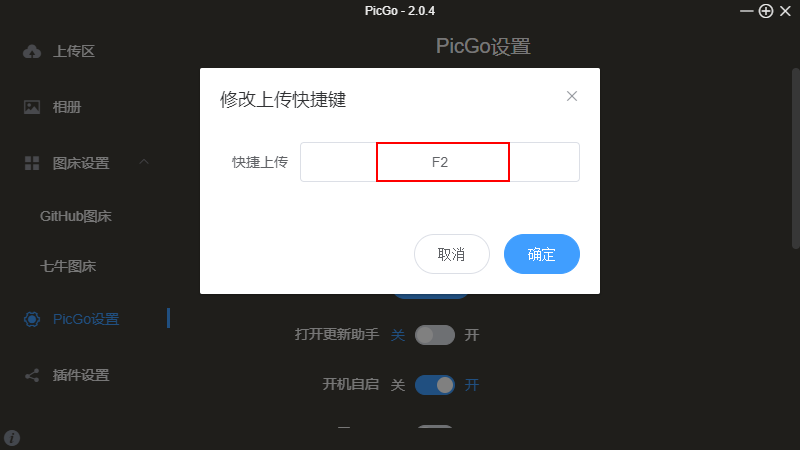 PicGo - 2.0.4
上传区
相册
图床设置
GitHub图床
七牛图床
PicGo设置
插件设置
PicGo设置
修改上传快捷键
快捷上传 F2
取消 确定
打开更新助手 关 开
开机自启 关 开